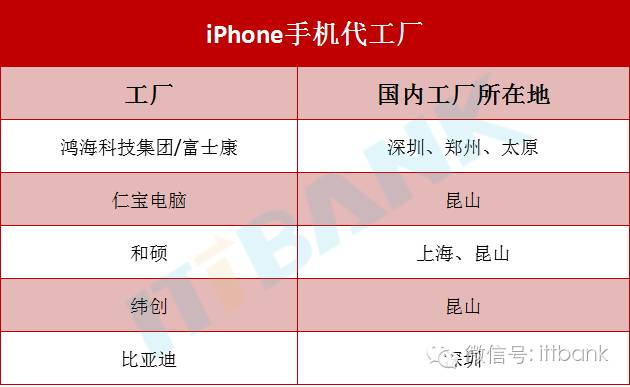 iPhone手机代工厂
工厂 国内工厂所在地
鸿海科技集团/富士康 深圳、郑州、太原
仁宝电脑 昆山
和硕 上海、昆山
纬创 昆山
比亚迪 深圳
微信号: ittbank
ITtBANK